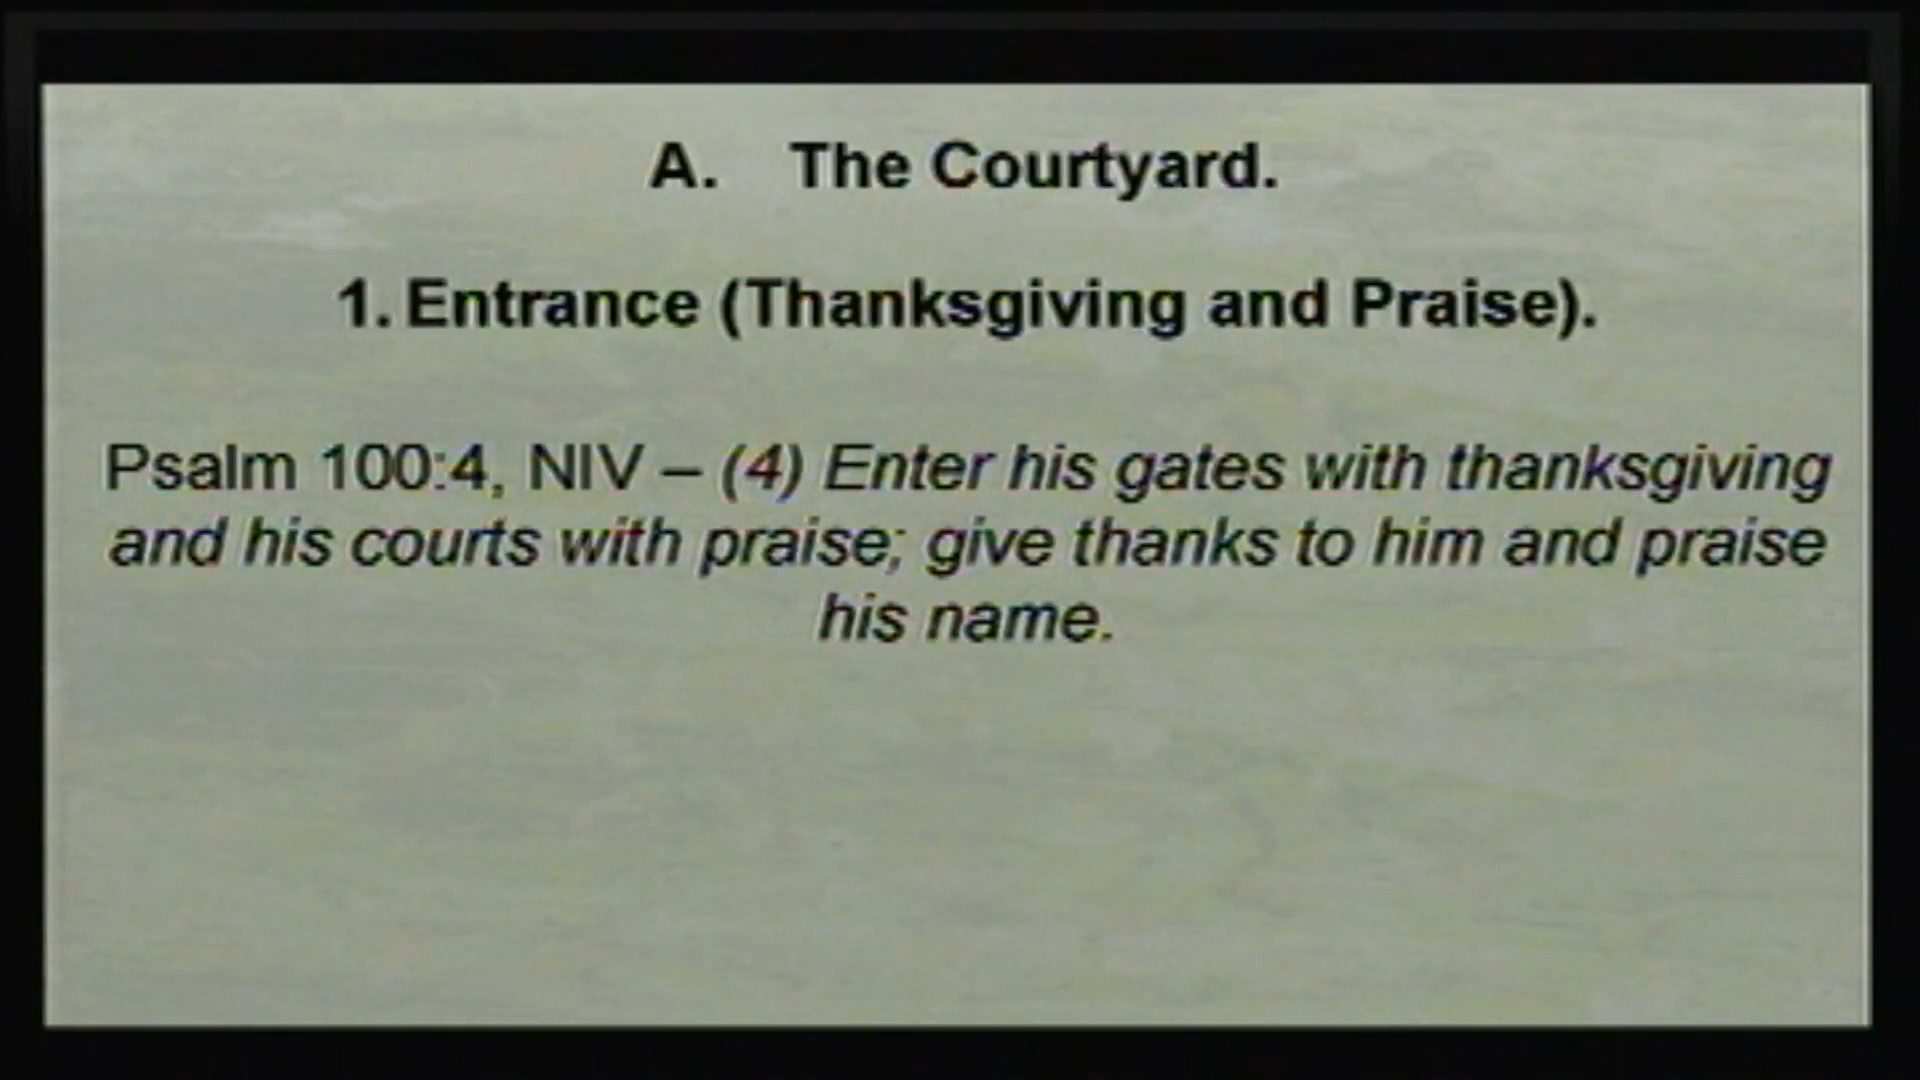 A. The Courtyard.
1. Entrance (Thanksgiving and Praise).
Psalm 100:4, NIV – (4) Enter his gates with thanksgiving
and his courts with praise; give thanks to him and praise
his name.